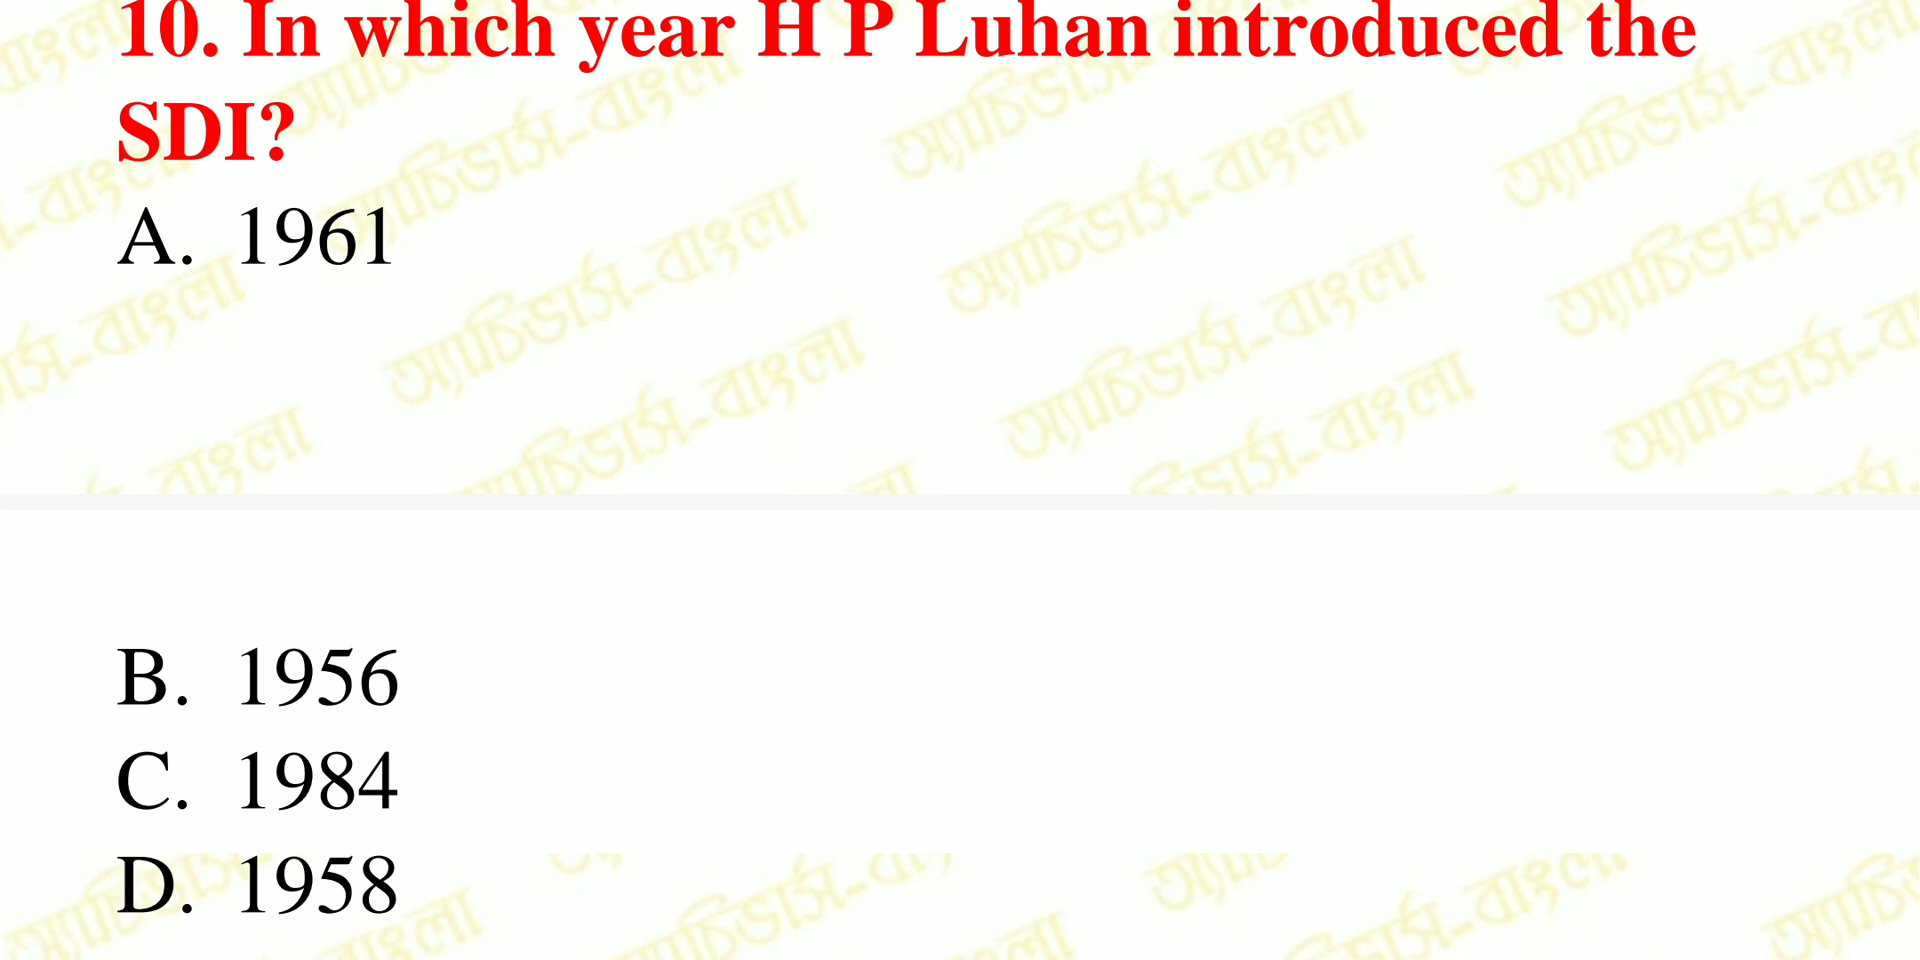 10. In which year H P Luhan introduced the
SDI?
A. 1961
B. 1956
C. 1984
D. 1958